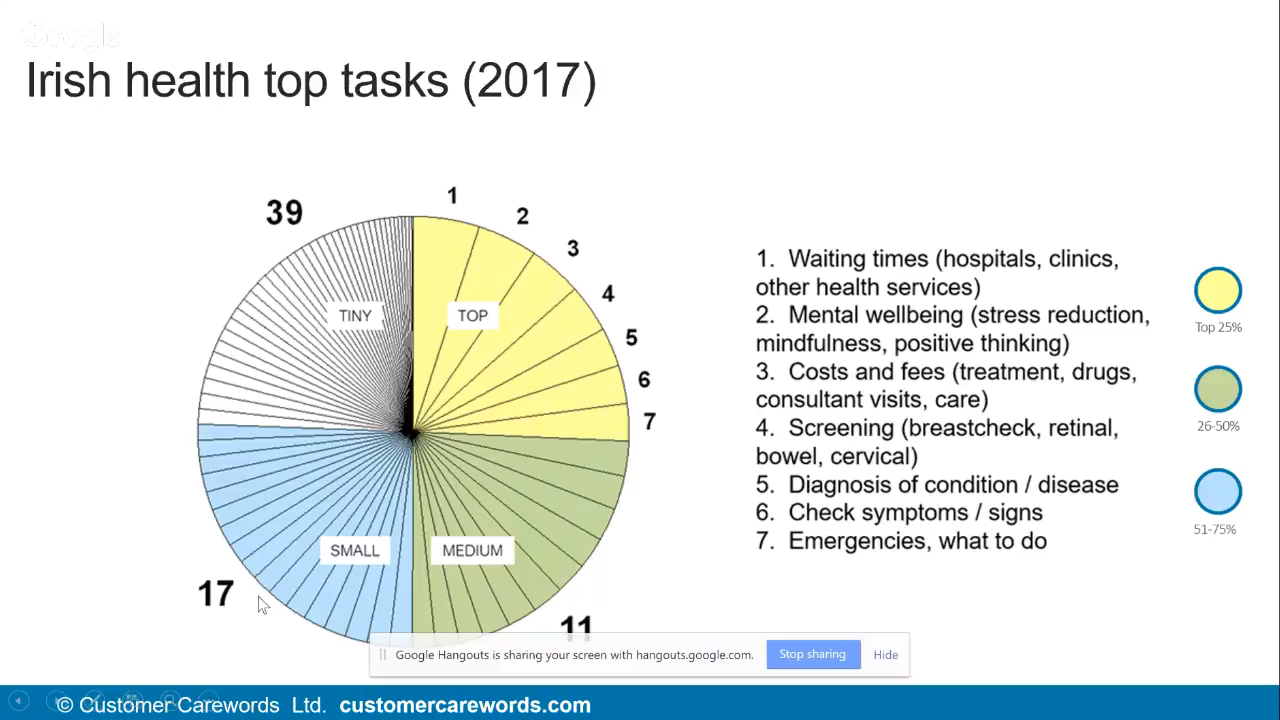 Google
Irish health top tasks (2017)
39
1
2
3
4
5
6
7
TINY
TOP
SMALL
MEDIUM
17
11
1. Waiting times (hospitals, clinics,
other health services)
2. Mental wellbeing (stress reduction,
mindfulness, positive thinking)
3. Costs and fees (treatment, drugs,
consultant visits, care)
4. Screening (breastcheck, retinal,
bowel, cervical)
5. Diagnosis of condition / disease
6. Check symptoms / signs
7. Emergencies, what to do
Top 25%
26-50%
51-75%
Google Hangouts is sharing your screen with hangouts.google.com. Stop sharing Hide
© Customer Carewords Ltd. customercarewords.com